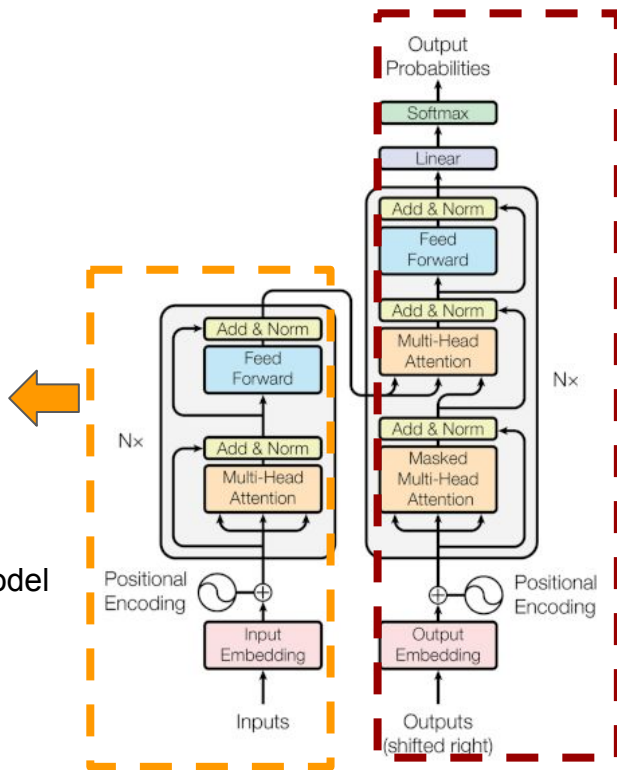 Output
Probabilities
Softmax
Linear
Add & Norm
Feed
Forward
Add & Norm
Multi-Head
Attention
Nx
Add & Norm
Masked
Multi-Head
Attention
Positional
Encoding
Output
Embedding
Outputs
(shifted right)
Add & Norm
Feed
Forward
Nx
Add & Norm
Multi-Head
Attention
odel
Positional
Encoding
Input
Embedding
Inputs